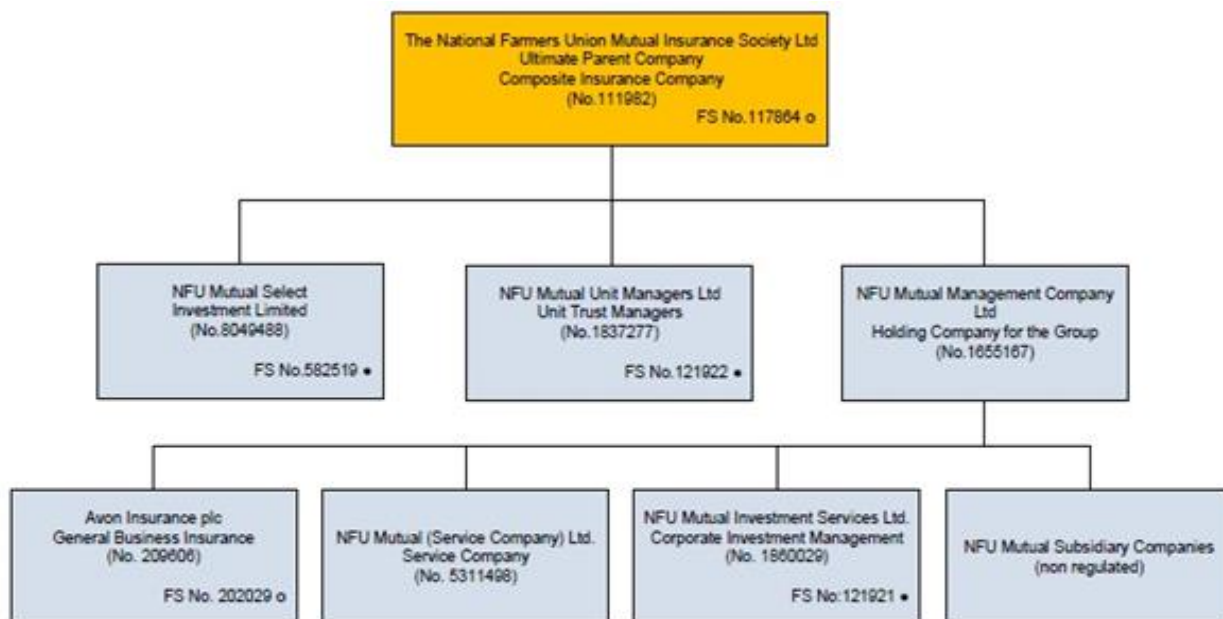 The National Farmers Union Mutual Insurance Society Ltd
Ultimate Parent Company
Composite Insurance Company
(No.111982)
FS No.117864 o
NFU Mutual Select
Investment Limited
(No.8049488)
FS No.582519 ●
NFU Mutual Unit Managers Ltd
Unit Trust Managers
(No.1837277)
FS No.121922 ●
NFU Mutual Management Company
Ltd
Holding Company for the Group
(No.1655167)
Avon Insurance plc
General Business Insurance
(No. 209606)
FS No. 202029 o
NFU Mutual (Service Company) Ltd.
Service Company
(No. 5311498)
NFU Mutual Investment Services Ltd.
Corporate Investment Management
(No. 1860029)
FS No:121921 ●
NFU Mutual Subsidiary Companies
(non regulated)